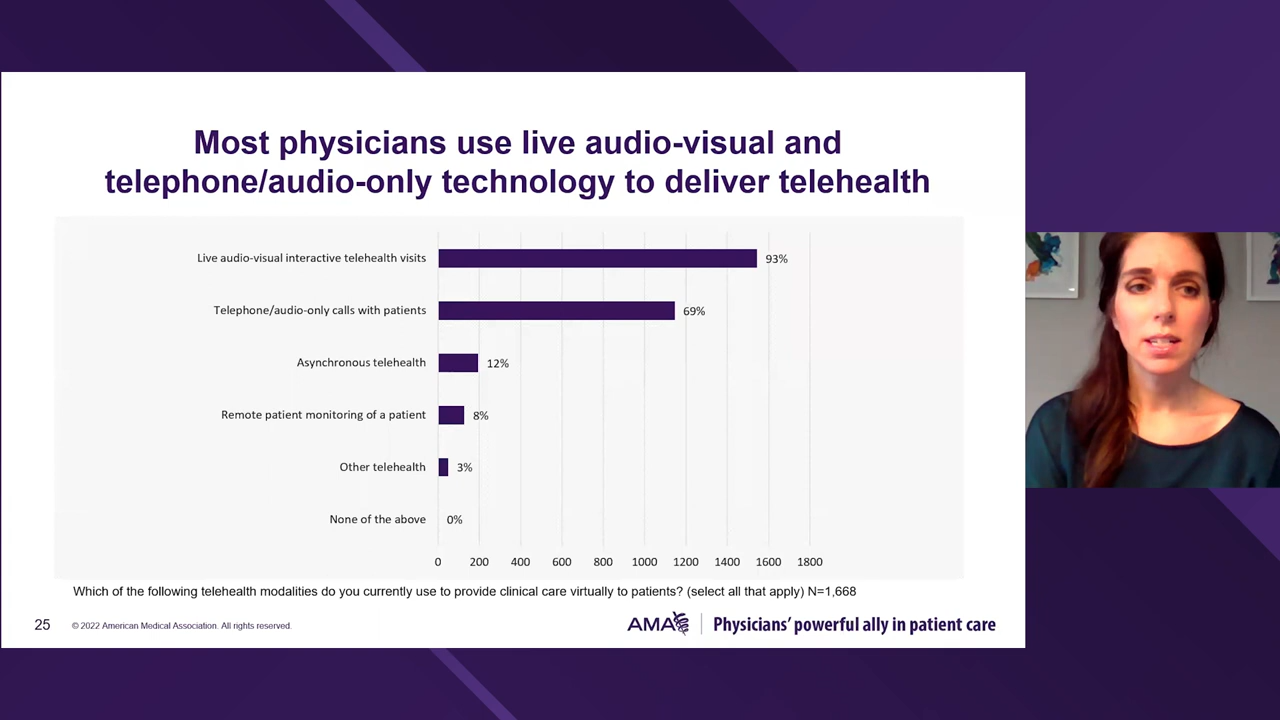 Most physicians use live audio-visual and
telephone/audio-only technology to deliver telehealth
Live audio-visual interactive telehealth visits 93%
Telephone/audio-only calls with patients 69%
Asynchronous telehealth 12%
Remote patient monitoring of a patient 8%
Other telehealth 3%
None of the above 0%
0 200 400 600 800 1000 1200 1400 1600 1800
Which of the following telehealth modalities do you currently use to provide clinical care virtually to patients? (select all that apply) N=1,668
25 © 2022 American Medical Association. All rights reserved. AMA Physicians’ powerful ally in patient care